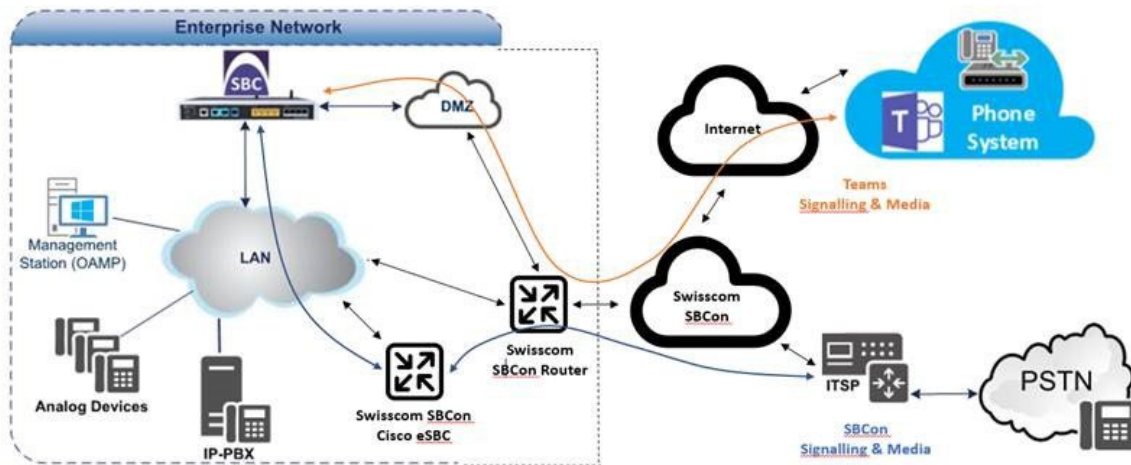 Enterprise Network
SBC
DMZ
Internet
T
Phone
System
Teams
Signalling & Media
Management
Station (OAMP)
LAN
Swisscom
SBCon
Swisscom
SBCon Router
ITSP
PSTN
Analog Devices
IP-PBX
Swisscom SBCon
Cisco eSBC
SBCon
Signalling & Media